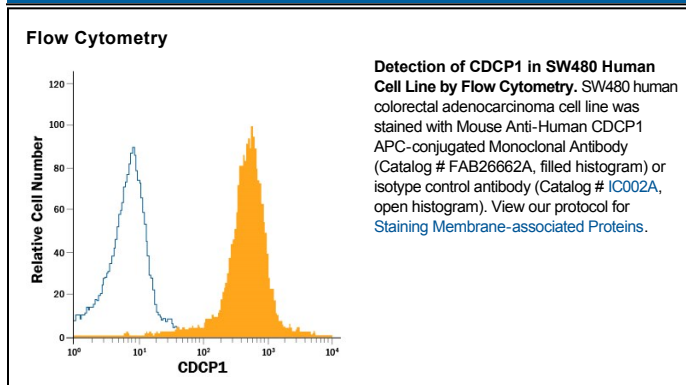 Flow Cytometry
120
100
80
60
40
20
0
Relative Cell Number
10⁰ 10¹ 10² 10³ 10⁴
CDCP1
Detection of CDCP1 in SW480 Human
Cell Line by Flow Cytometry. SW480 human
colorectal adenocarcinoma cell line was
stained with Mouse Anti-Human CDCP1
APC-conjugated Monoclonal Antibody
(Catalog # FAB26662A, filled histogram) or
isotype control antibody (Catalog # IC002A,
open histogram). View our protocol for
Staining Membrane-associated Proteins.